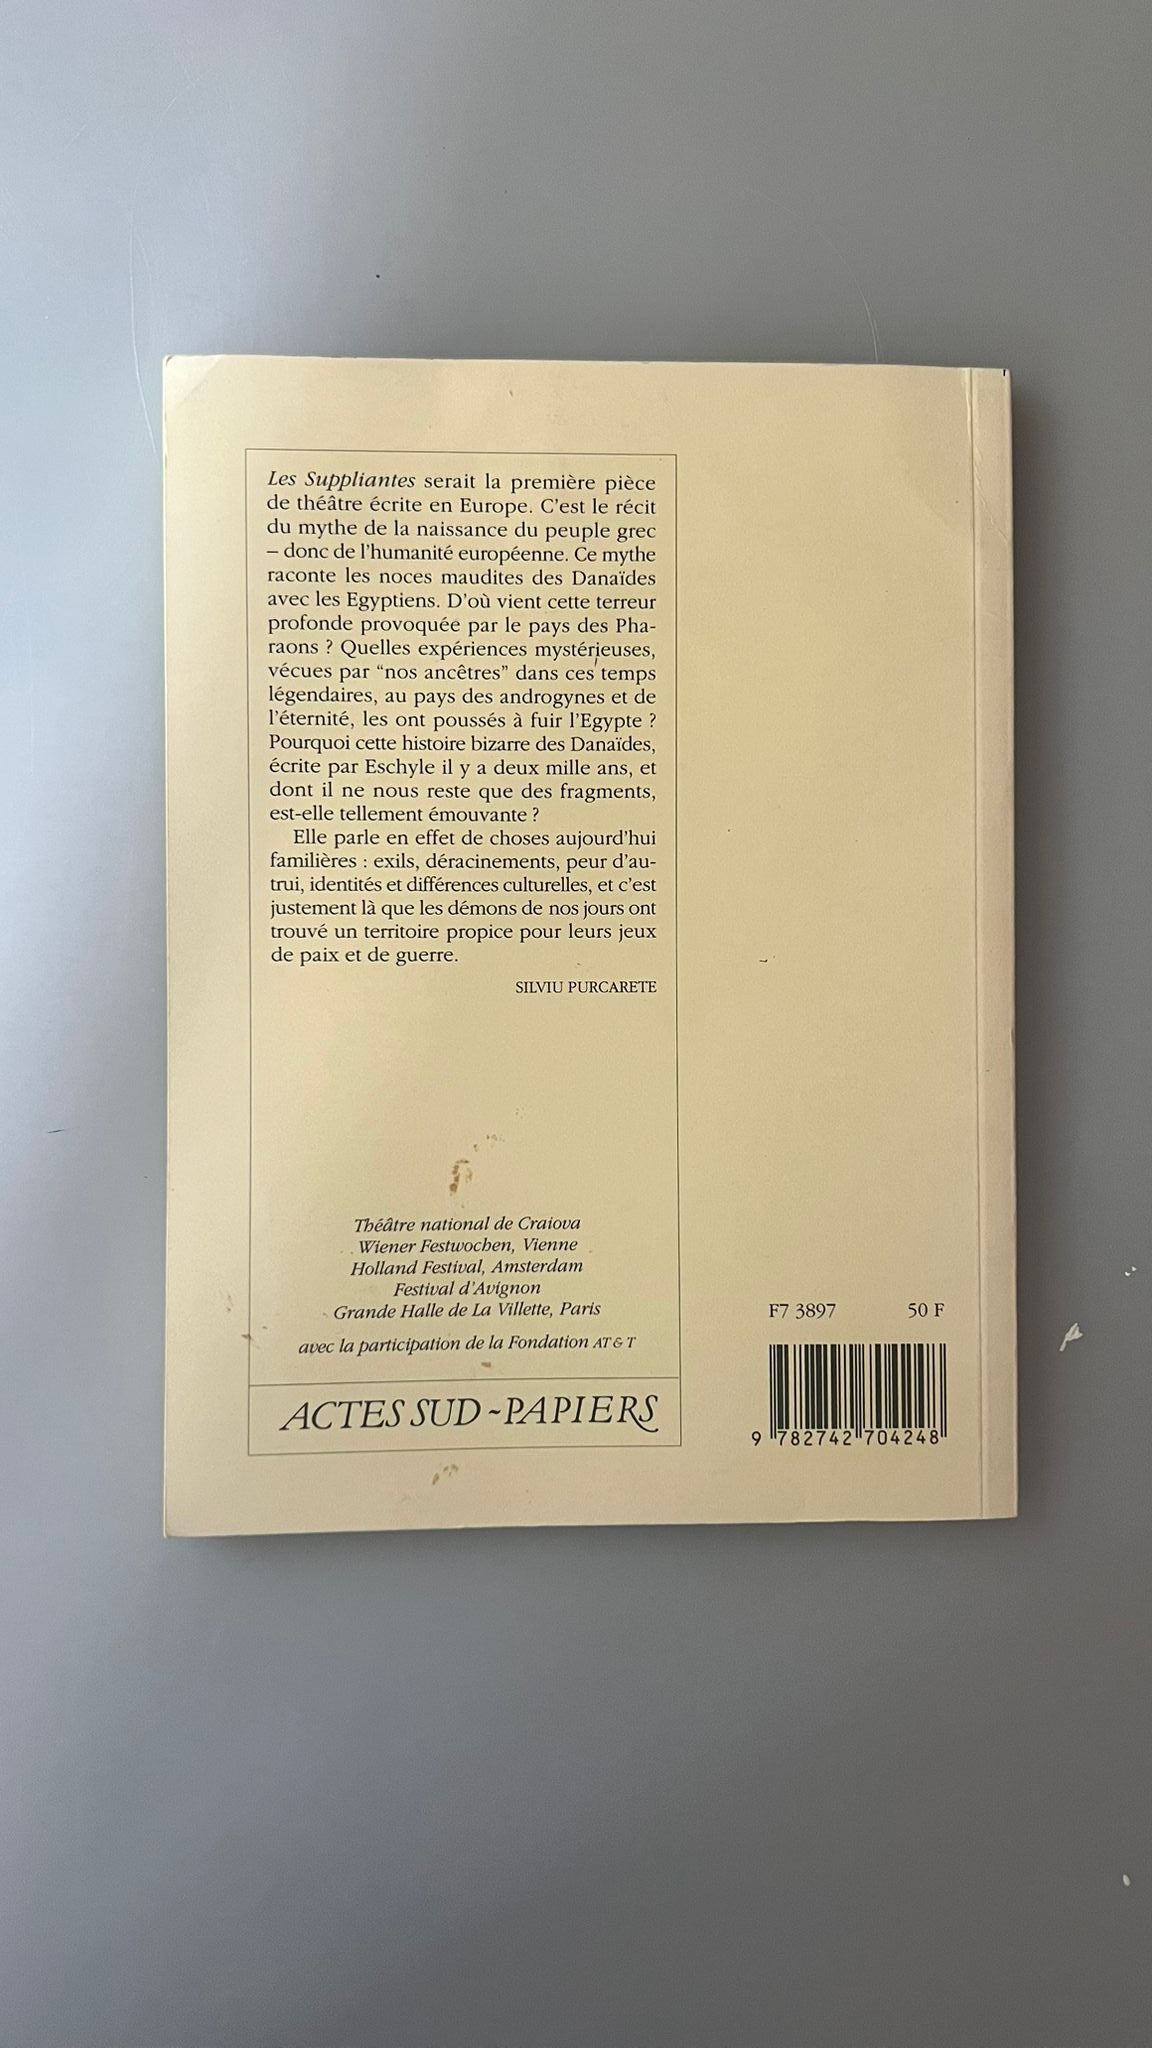 Les Suppliantes serait la première pièce
de théâtre écrite en Europe. C'est le récit
du mythe de la naissance du peuple grec
– donc de l'humanité européenne. Ce mythe
raconte les noces maudites des Danaïdes
avec les Egyptiens. D'où vient cette terreur
profonde provoquée par le pays des Pha-
raons ? Quelles expériences mystérieuses,
vécues par “nos ancêtres” dans ces temps
légendaires, au pays des androgynes et de
l'éternité, les ont poussés à fuir l'Egypte ?
Pourquoi cette histoire bizarre des Danaïdes,
écrite par Eschyle il y a deux mille ans, et
dont il ne nous reste que des fragments,
est-elle tellement émouvante ?
Elle parle en effet de choses aujourd'hui
familières : exils, déracinements, peur d'au-
trui, identités et différences culturelles, et c'est
justement là que les démons de nos jours ont
trouvé un territoire propice pour leurs jeux
de paix et de guerre.
SILVIU PURCARETE
Théâtre national de Craiova
Wiener Festwochen, Vienne
Holland Festival, Amsterdam
Festival d'Avignon
Grande Halle de La Villette, Paris
avec la participation de la Fondation AT & T
ACTES SUD-PAPIERS
F7 3897 50 F
9 782742 704248